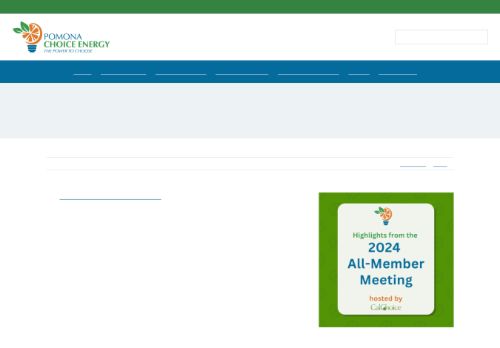 POMONA
CHOICE ENERGY
THE POWER TO CHOOSE
Highlights from the
2024
All-Member
Meeting
hosted by
CalChoice